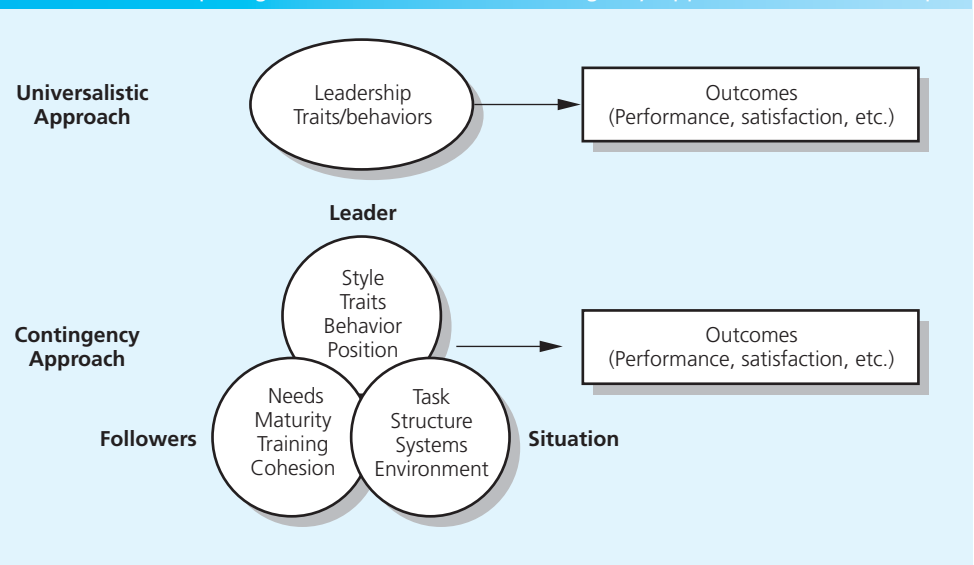 Universalistic
Approach
Leadership
Traits/behaviors
Outcomes
(Performance, satisfaction, etc.)
Leader
Style
Traits
Behavior
Position
Contingency
Approach
Outcomes
(Performance, satisfaction, etc.)
Followers
Needs
Maturity
Training
Cohesion
Task
Structure
Systems
Environment
Situation